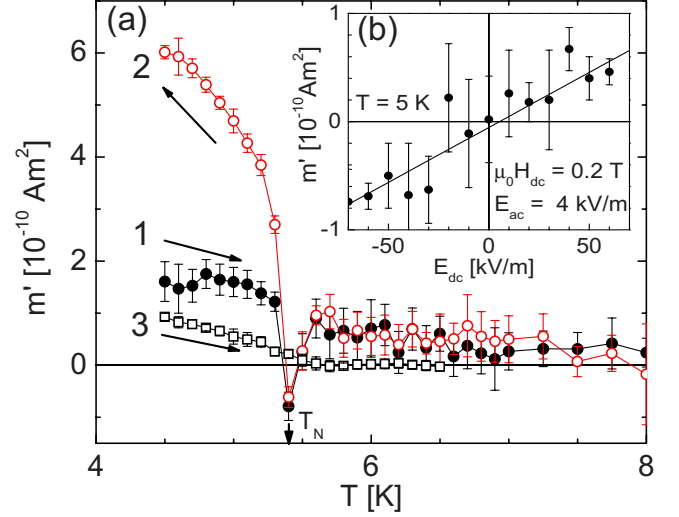 (a)
(b)
m' [10⁻¹⁰ Am²]
6
4
2
0
2
1
3
T_N
4
6
8
T [K]
m' [10⁻¹⁰ Am²]
1
0
-1
T = 5 K
μ₀H_dc = 0.2 T
E_ac = 4 kV/m
-50
0
50
E_dc [kV/m]